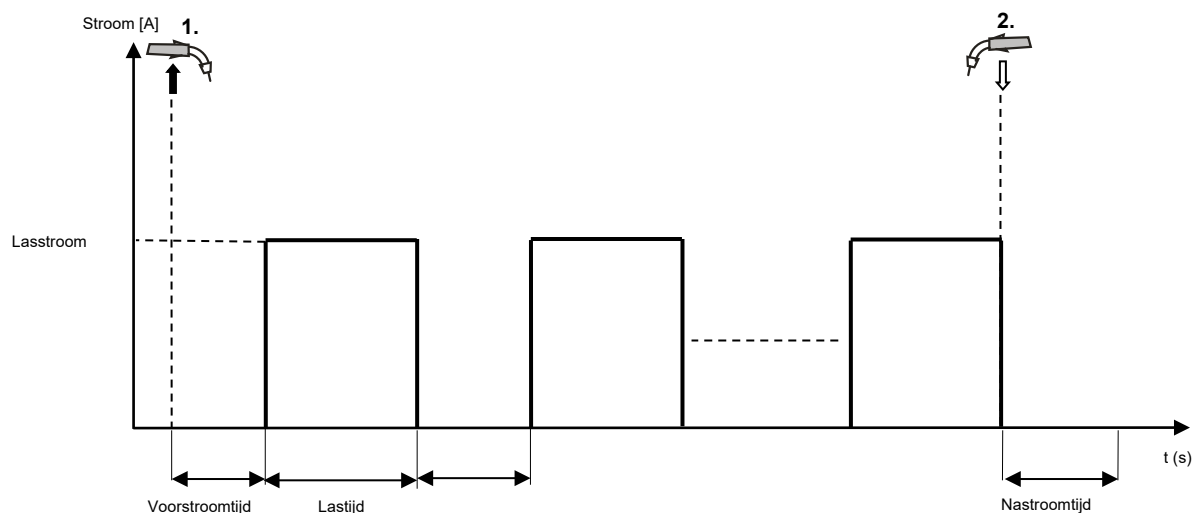 Stroom [A]
1.
2.
Lasstroom
t (s)
Voorstroomtijd
Lastijd
Nastroomtijd